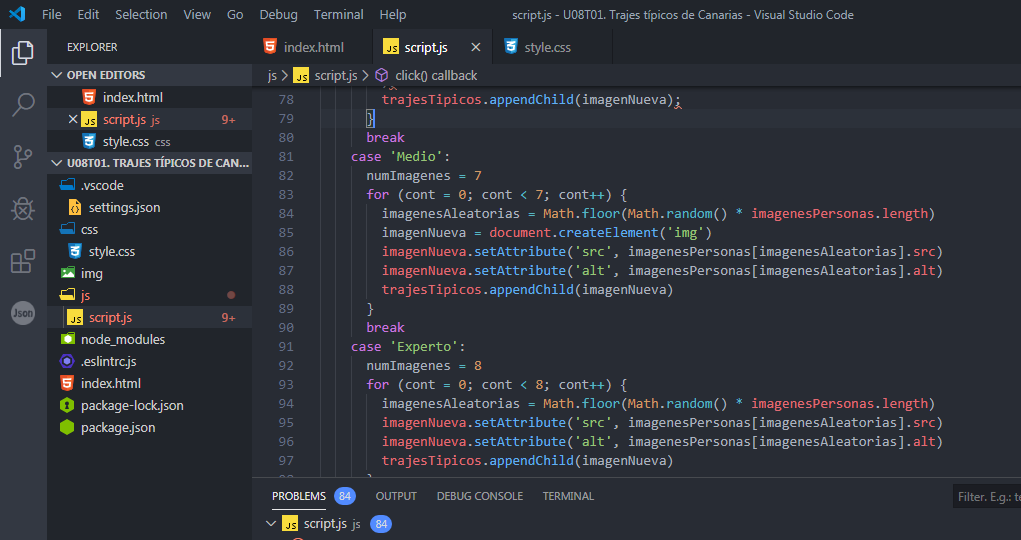 File Edit Selection View Go Debug Terminal Help script.js - U08T01. Trajes típicos de Canarias - Visual Studio Code
EXPLORER
OPEN EDITORS
index.html
script.js js 9+
style.css css
U08T01. TRAJES TÍPICOS DE CAN...
.vscode
settings.json
css
style.css
img
js
script.js 9+
node_modules
.eslintrc.js
index.html
package-lock.json
package.json
Json
index.html script.js style.css
js > script.js > click() callback
78 trajesTipicos.appendChild(imagenNueva);
79 }
80 break
81 case 'Medio':
82 numImagenes = 7
83 for (cont = 0; cont < 7; cont++) {
84 imagenesAleatorias = Math.floor(Math.random() * imagenesPersonas.length)
85 imagenNueva = document.createElement('img')
86 imagenNueva.setAttribute('src', imagenesPersonas[imagenesAleatorias].src)
87 imagenNueva.setAttribute('alt', imagenesPersonas[imagenesAleatorias].alt)
88 trajesTipicos.appendChild(imagenNueva)
89 }
90 break
91 case 'Experto':
92 numImagenes = 8
93 for (cont = 0; cont < 8; cont++) {
94 imagenesAleatorias = Math.floor(Math.random() * imagenesPersonas.length)
95 imagenNueva.setAttribute('src', imagenesPersonas[imagenesAleatorias].src)
96 imagenNueva.setAttribute('alt', imagenesPersonas[imagenesAleatorias].alt)
97 trajesTipicos.appendChild(imagenNueva)
PROBLEMS 84 OUTPUT DEBUG CONSOLE TERMINAL Filter. E.g.:
script.js js 84